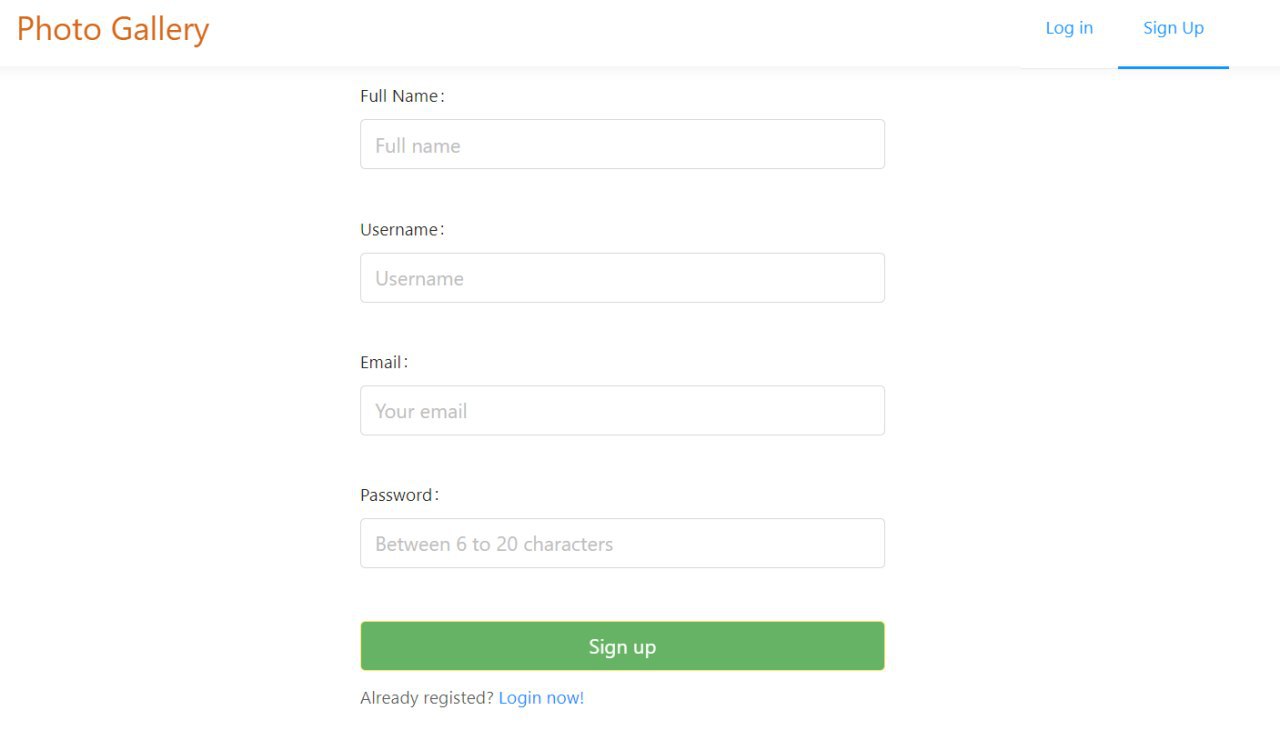 Photo Gallery
Log in
Sign Up
Full Name:
Full name
Username:
Username
Email:
Your email
Password:
Between 6 to 20 characters
Sign up
Already registed? Login now!